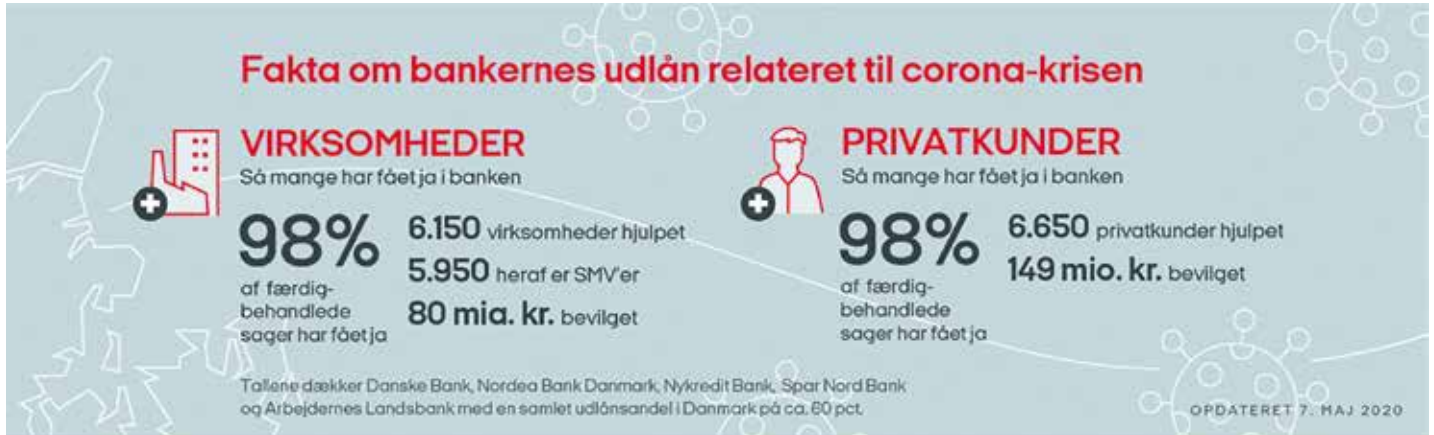 Fakta om bankernes udlån relateret til corona-krisen
VIRKSOMHEDER
Så mange har fået ja i banken
98%
af færdig-
behandlede
sager har fået ja
6.150 virksomheder hjulpet
5.950 heraf er SMV'er
80 mia. kr. bevilget
PRIVATKUNDER
Så mange har fået ja i banken
98%
af færdig-
behandlede
sager har fået ja
6.650 privatkunder hjulpet
149 mio. kr. bevilget
Tallene dækker Danske Bank, Nordea Bank Danmark, Nykredit Bank, Spar Nord Bank
og Arbejdernes Landsbank med en samlet udlånsandel i Danmark på ca. 60 pct.
OPDATERET 7. MAJ 2020